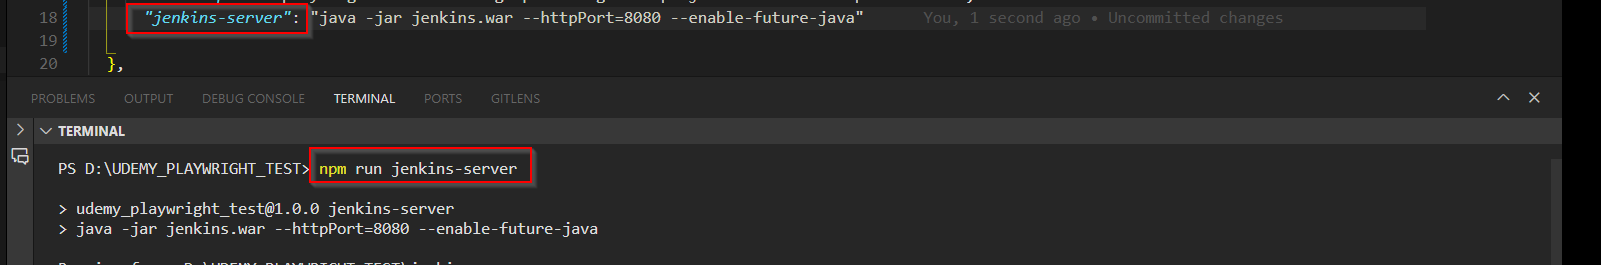 18 "jenkins-server": "java -jar jenkins.war --httpPort=8080 --enable-future-java" You, 1 second ago • Uncommitted changes
19
20 },
PROBLEMS OUTPUT DEBUG CONSOLE TERMINAL PORTS GITLENS
TERMINAL
PS D:\UDEMY_PLAYWRIGHT_TEST> npm run jenkins-server
> udemy_playwright_test@1.0.0 jenkins-server
> java -jar jenkins.war --httpPort=8080 --enable-future-java